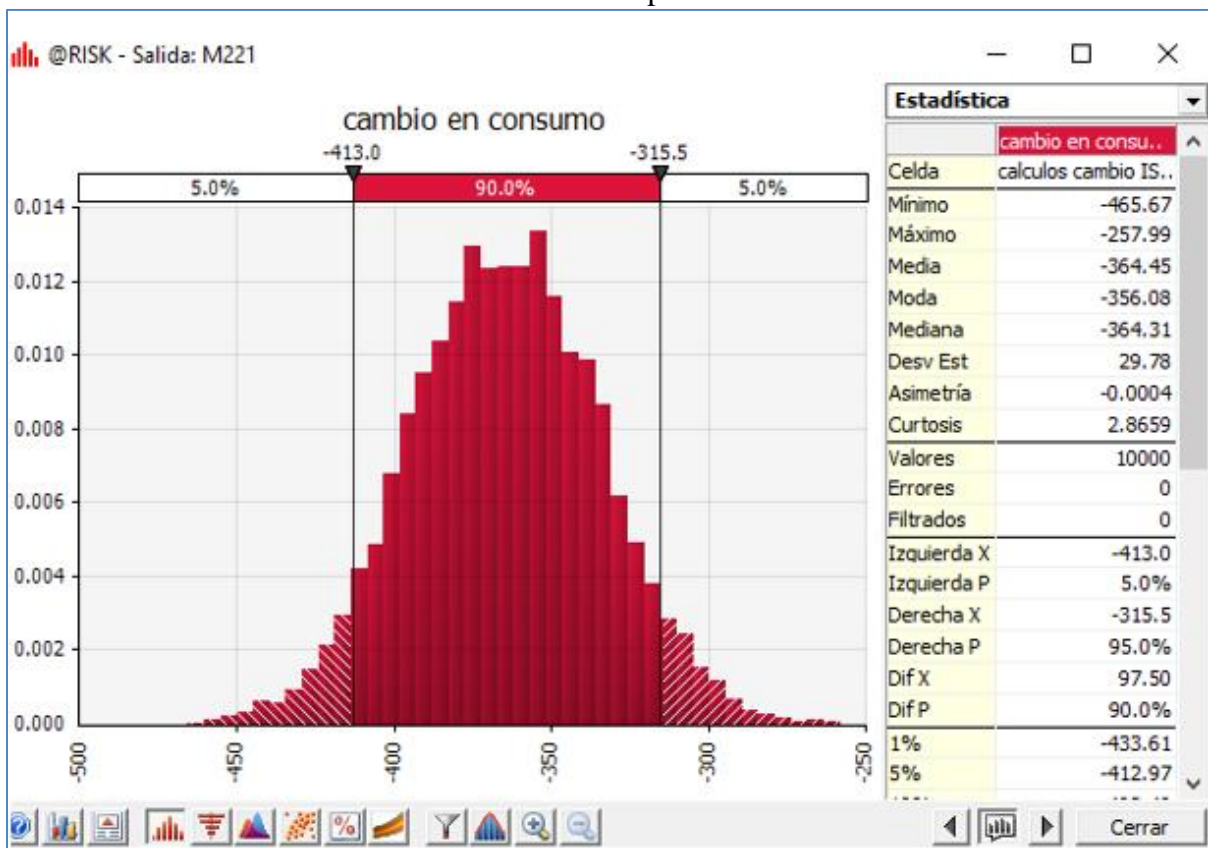 @RISK - Salida: M221
cambio en consumo
-413.0 -315.5
5.0% 90.0% 5.0%
0.014
0.012
0.010
0.008
0.006
0.004
0.002
0.000
-500 -450 -400 -350 -300 -250
Estadística
cambio en consu..
Celda calculos cambio IS..
Mínimo -465.67
Máximo -257.99
Media -364.45
Moda -356.08
Mediana -364.31
Desv Est 29.78
Asimetría -0.0004
Curtosis 2.8659
Valores 10000
Errores 0
Filtrados 0
Izquierda X -413.0
Izquierda P 5.0%
Derecha X -315.5
Derecha P 95.0%
Dif X 97.50
Dif P 90.0%
1% -433.61
5% -412.97
Cerrar